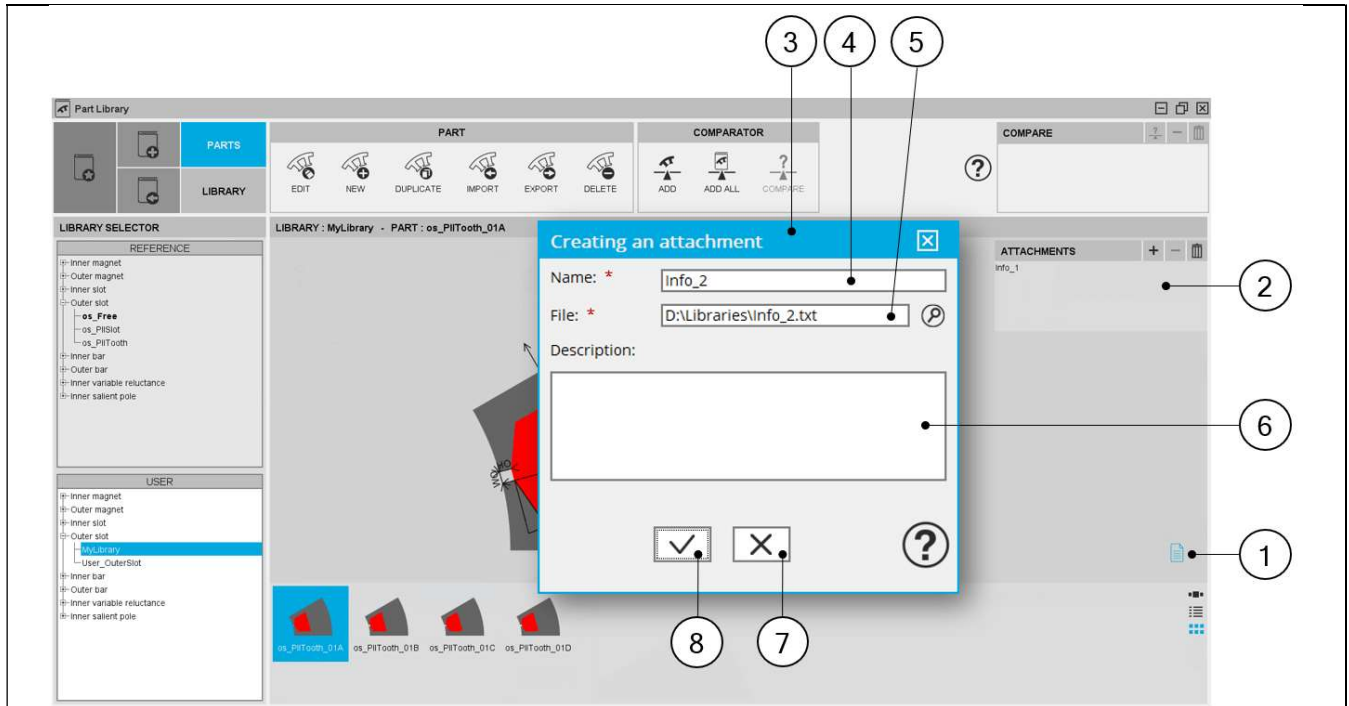 3 4 5
Part Library
PARTS
LIBRARY
PART
EDIT NEW DUPLICATE IMPORT EXPORT DELETE
COMPARATOR
ADD ADD ALL COMPARE
?
COMPARE
LIBRARY SELECTOR
REFERENCE
Inner magnet
Outer magnet
Inner slot
Outer slot
os_Free
os_PllSlot
os_PllTooth
Inner bar
Outer bar
Inner variable reluctance
Inner salient pole
USER
Inner magnet
Outer magnet
Inner slot
Outer slot
MyLibrary
User_OuterSlot
Inner bar
Outer bar
Inner variable reluctance
Inner salient pole
LIBRARY : MyLibrary - PART : os_PllTooth_01A
Creating an attachment
Name: *
Info_2
File: *
D:\Libraries\Info_2.txt
Description:
?
ATTACHMENTS
Info_1
2
6
1
8 7
os_PllTooth_01A os_PllTooth_01B os_PllTooth_01C os_PllTooth_01D